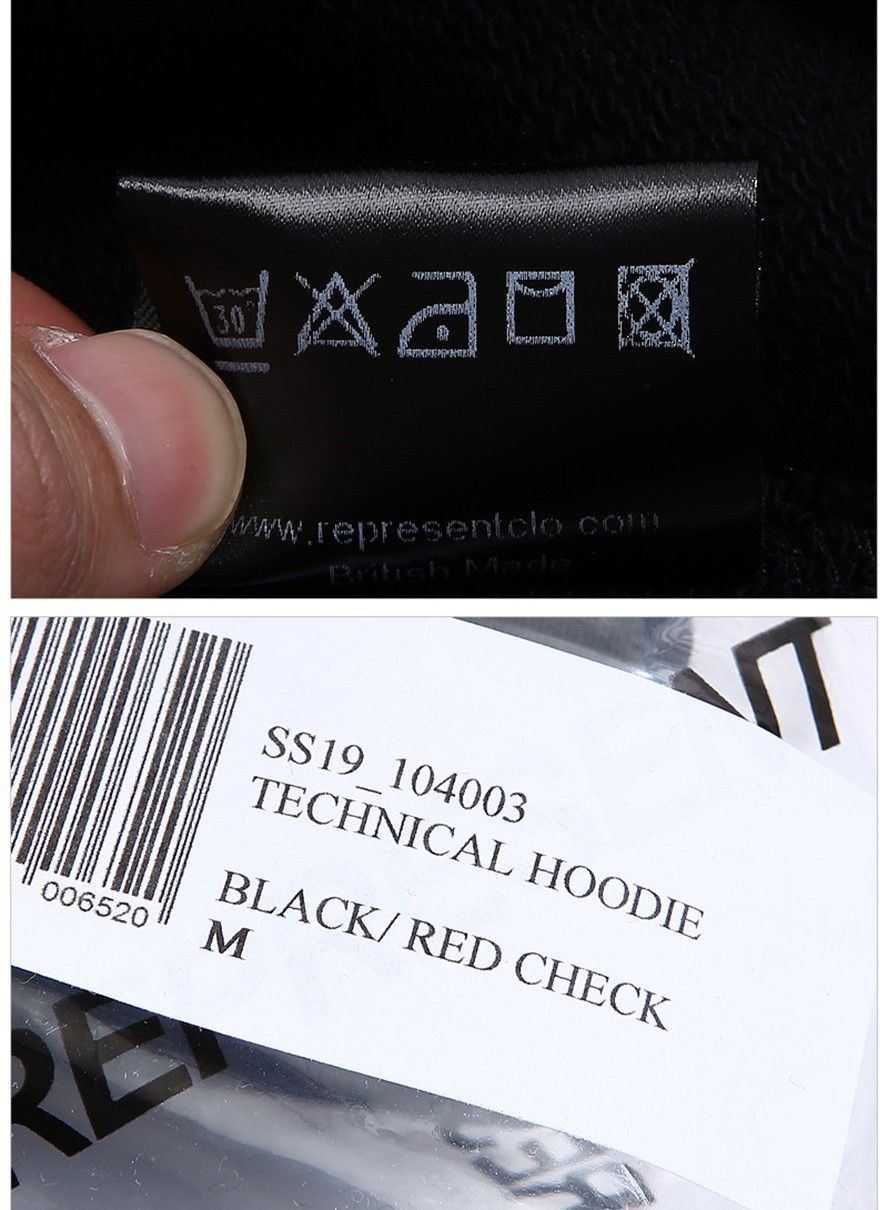 30°
www.representclo.com
British Made
SS19_104003
TECHNICAL HOODIE
BLACK/ RED CHECK
M
006520